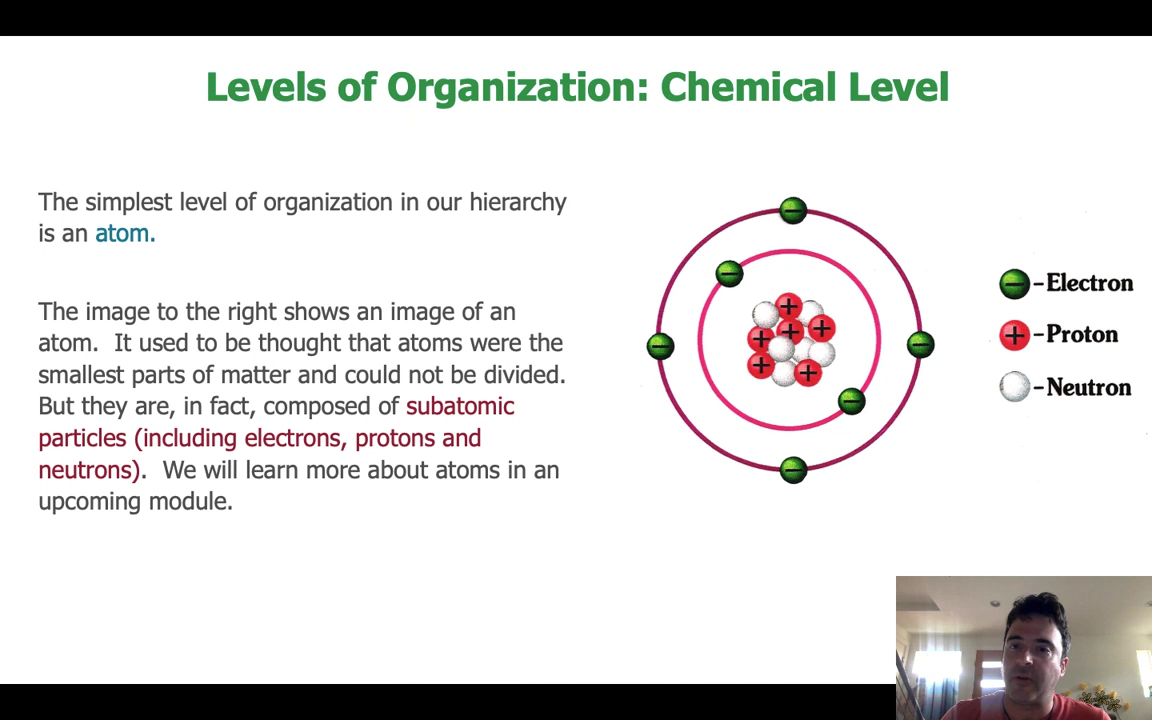 Levels of Organization: Chemical Level
The simplest level of organization in our hierarchy
is an atom.
The image to the right shows an image of an
atom.  It used to be thought that atoms were the
smallest parts of matter and could not be divided.
But they are, in fact, composed of subatomic
particles (including electrons, protons and
neutrons).  We will learn more about atoms in an
upcoming module.
−Electron
−Proton
−Neutron